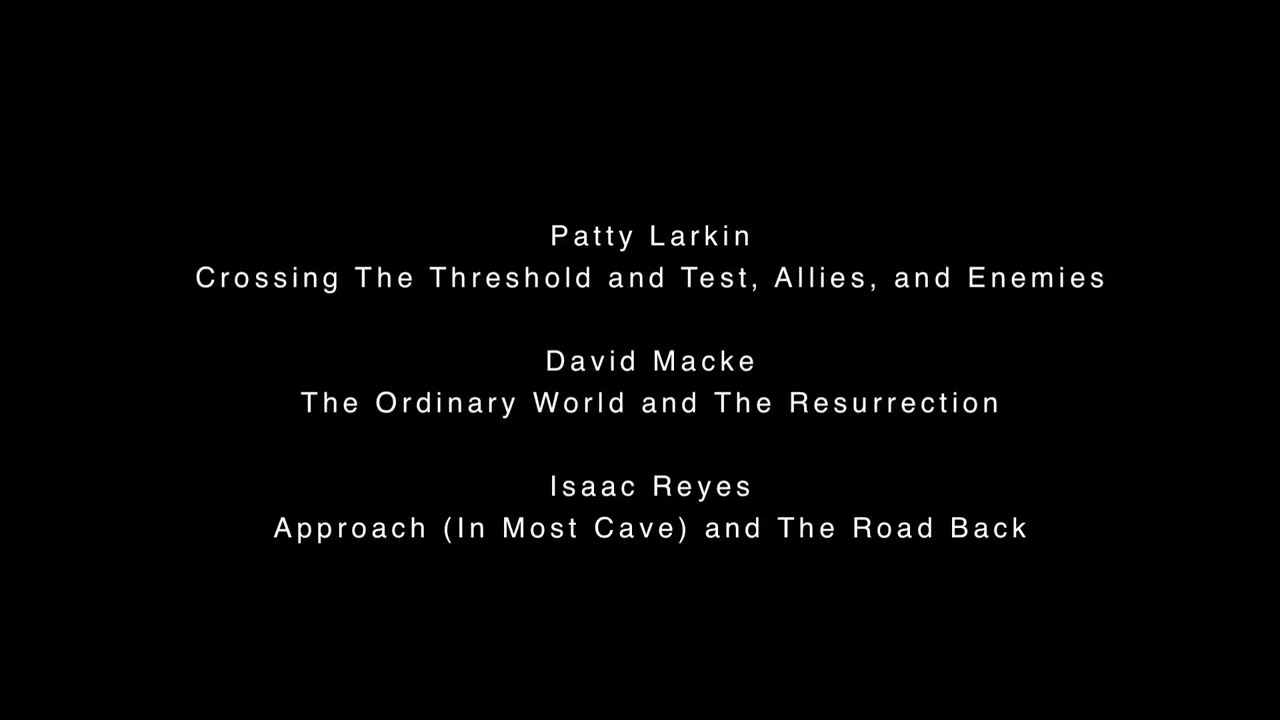 Patty Larkin
Crossing The Threshold and Test, Allies, and Enemies
David Macke
The Ordinary World and The Resurrection
Isaac Reyes
Approach (In Most Cave) and The Road Back